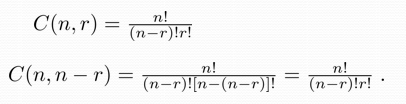 C(n, r) = n!/((n−r)!r!)
C(n, n − r) = n!/((n−r)![n−(n−r)]!) = n!/((n−r)!r!) .